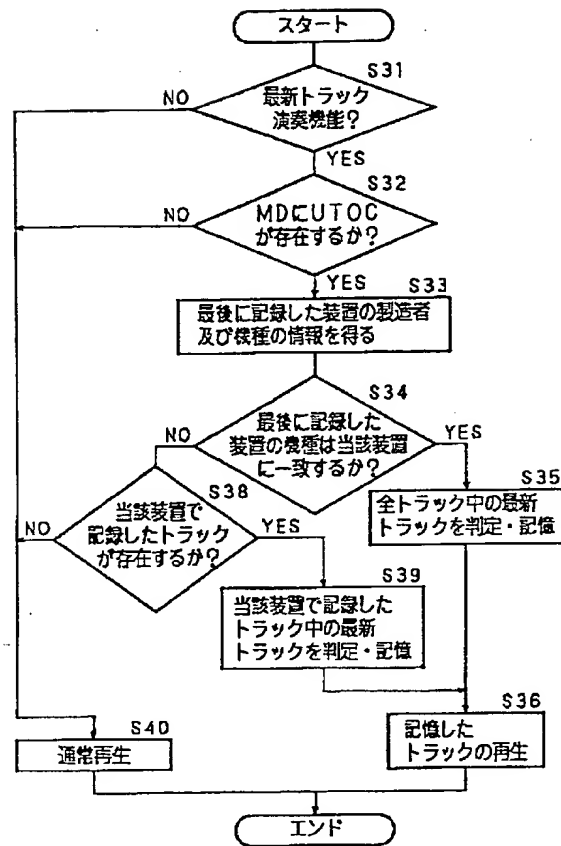 スタート
S31
NO
最新トラック
演奏機能?
YES
S32
NO
MDにUTOC
が存在するか?
YES
S33
最後に記録した装置の製造者
及び機種の情報を得る
S34
NO
最後に記録した
装置の機種は当該装置
に一致するか?
YES
S35
全トラック中の最新
トラックを判定・記憶
S38
NO
当該装置で
記録したトラック
が存在するか?
YES
S39
当該装置で記録した
トラック中の最新
トラックを判定・記憶
S36
記憶した
トラックの再生
S40
通常再生
エンド